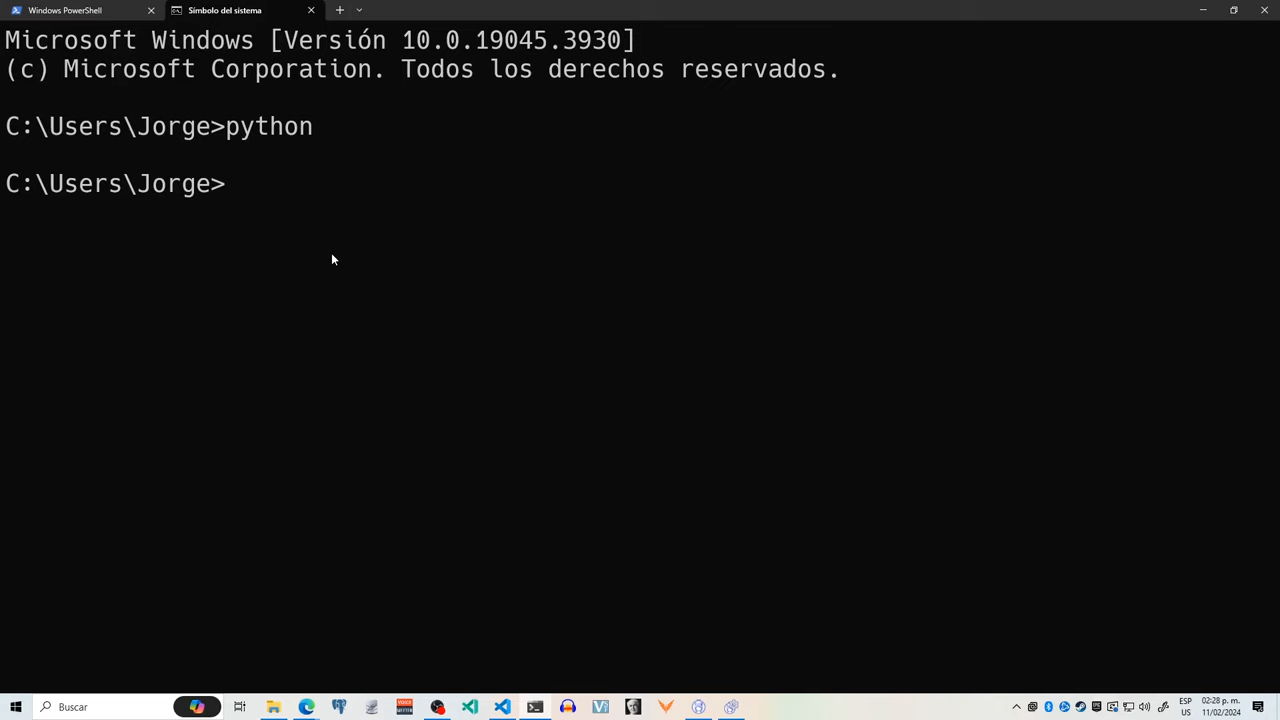 Windows PowerShell
Símbolo del sistema
Microsoft Windows [Versión 10.0.19045.3930]
(c) Microsoft Corporation. Todos los derechos reservados.
C:\Users\Jorge>python
C:\Users\Jorge>
Buscar
ESP
US
02:28 p. m.
11/02/2024